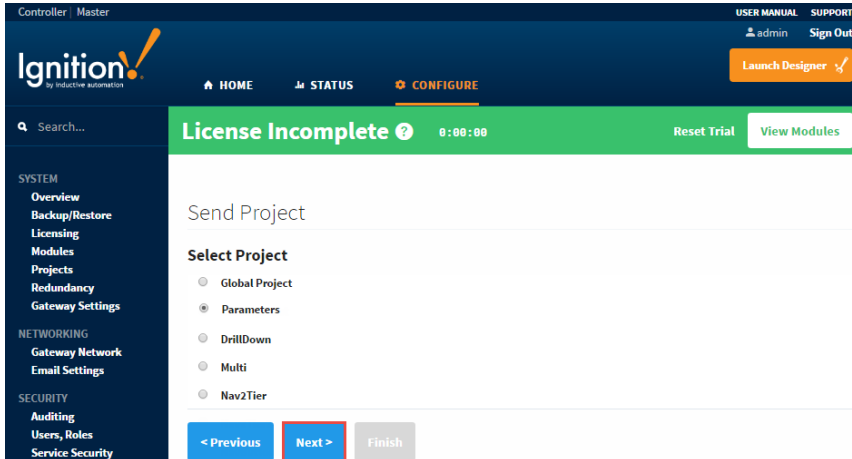 Controller | Master
USER MANUAL SUPPORT
admin Sign Out
Ignition!
by inductive automation
Launch Designer
HOME STATUS CONFIGURE
Search...
License Incomplete ? 0:00:00 Reset Trial View Modules
SYSTEM
Overview
Backup/Restore
Licensing
Modules
Projects
Redundancy
Gateway Settings
NETWORKING
Gateway Network
Email Settings
SECURITY
Auditing
Users, Roles
Service Security
Send Project
Select Project
Global Project
Parameters
DrillDown
Multi
Nav2Tier
< Previous Next > Finish